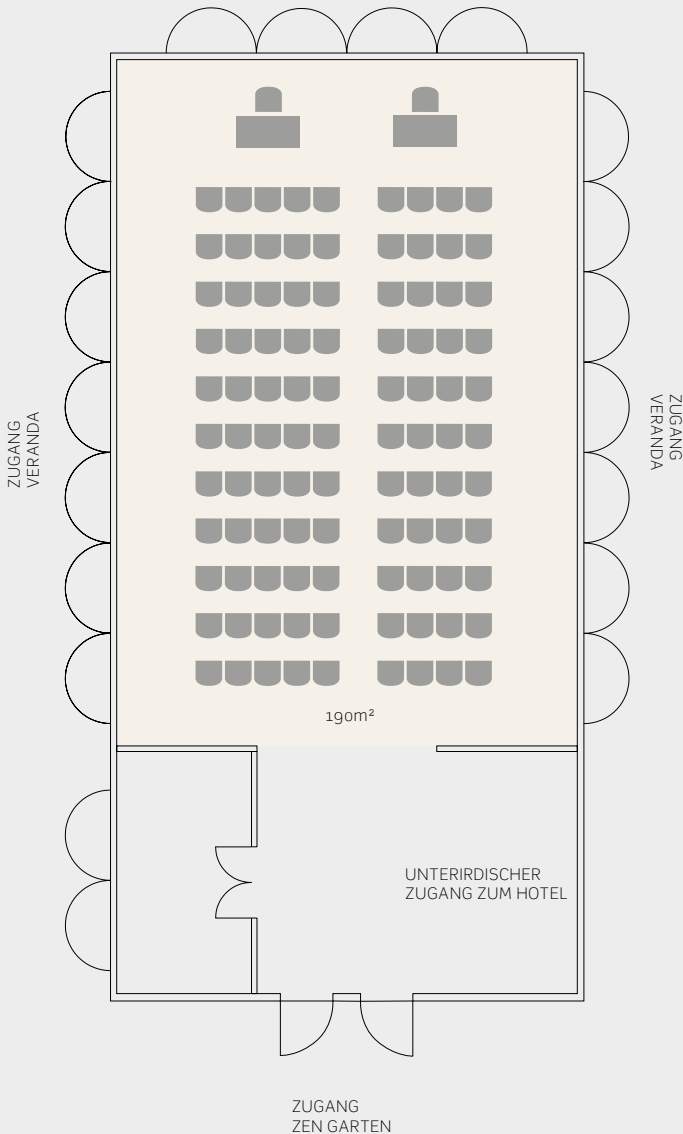 ZUGANG
VERANDA
ZUGANG
VERANDA
190m²
UNTERIRDISCHER
ZUGANG ZUM HOTEL
ZUGANG
ZEN GARTEN